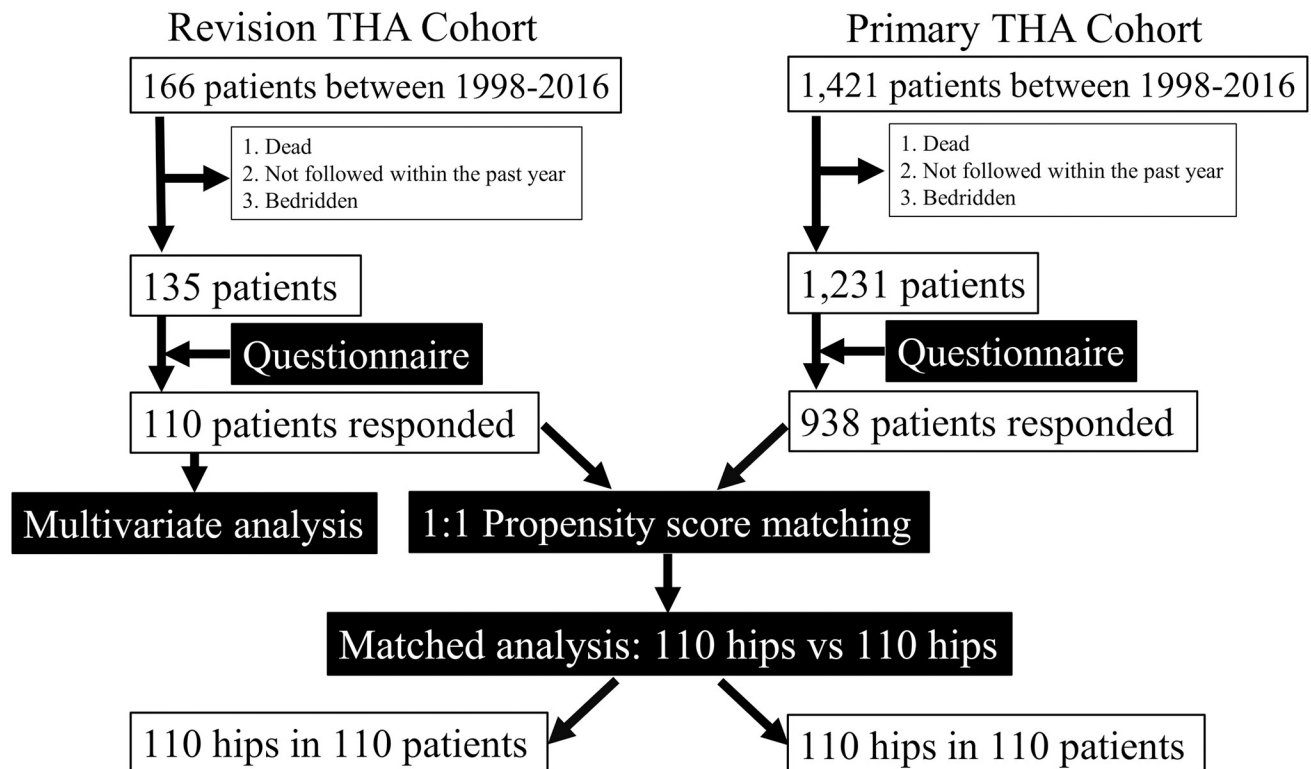 Revision THA Cohort
Primary THA Cohort
166 patients between 1998-2016
1,421 patients between 1998-2016
1. Dead
2. Not followed within the past year
3. Bedridden
1. Dead
2. Not followed within the past year
3. Bedridden
135 patients
1,231 patients
Questionnaire
Questionnaire
110 patients responded
938 patients responded
Multivariate analysis
1:1 Propensity score matching
Matched analysis: 110 hips vs 110 hips
110 hips in 110 patients
110 hips in 110 patients